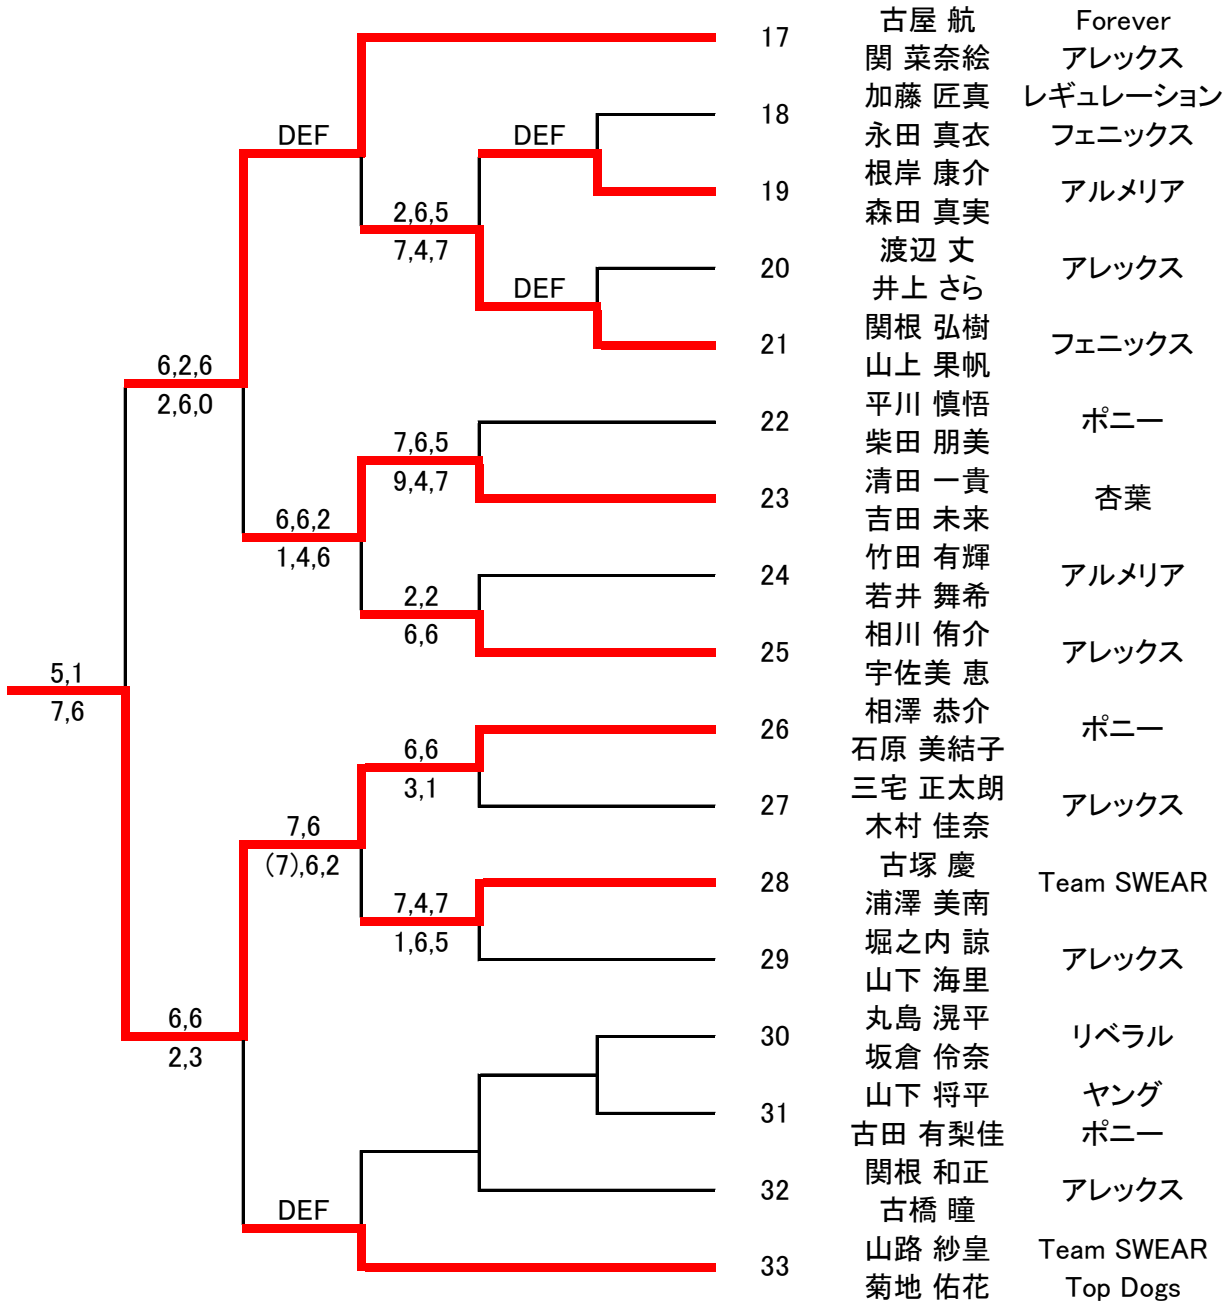 古屋 航 Forever
17
関 菜奈絵 アレックス
加藤 匠真 レギュレーション
18
DEF DEF 永田 真衣 フェニックス
根岸 康介
19 アルメリア
2,6,5 森田 真実
7,4,7 渡辺 丈
20 アレックス
DEF 井上 さら
関根 弘樹
21 フェニックス
6,2,6 山上 果帆
2,6,0 平川 慎悟
22 ポニー
7,6,5 柴田 朋美
9,4,7 清田 一貴
23 杏葉
6,6,2 吉田 未来
1,4,6 竹田 有輝
24 アルメリア
2,2 若井 舞希
6,6 相川 侑介
25 アレックス
5,1 宇佐美 恵
7,6 相澤 恭介
26 ポニー
6,6 石原 美結子
3,1 三宅 正太朗
27 アレックス
7,6 木村 佳奈
(7),6,2 古塚 慶
28 Team SWEAR
7,4,7 浦澤 美南
1,6,5 堀之内 諒
29 アレックス
山下 海里
6,6 丸島 滉平
30 リベラル
2,3 坂倉 伶奈
山下 将平 ヤング
31
古田 有梨佳 ポニー
関根 和正
32 アレックス
DEF 古橋 瞳
山路 紗皇 Team SWEAR
33
菊地 佑花 Top Dogs